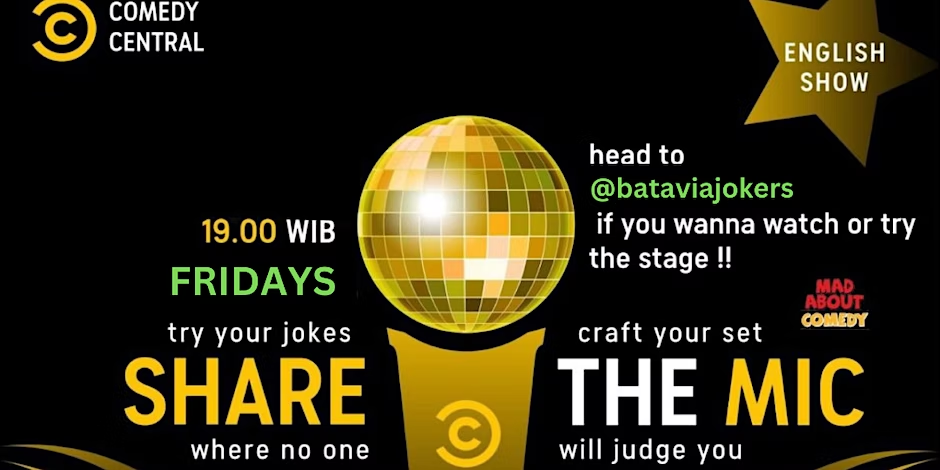 COMEDY
CENTRAL
ENGLISH
SHOW
head to
@bataviajokers
if you wanna watch or try
the stage !!
19.00 WIB
FRIDAYS
MAD
ABOUT
COMEDY
try your jokes
craft your set
SHARE THE MIC
where no one
will judge you